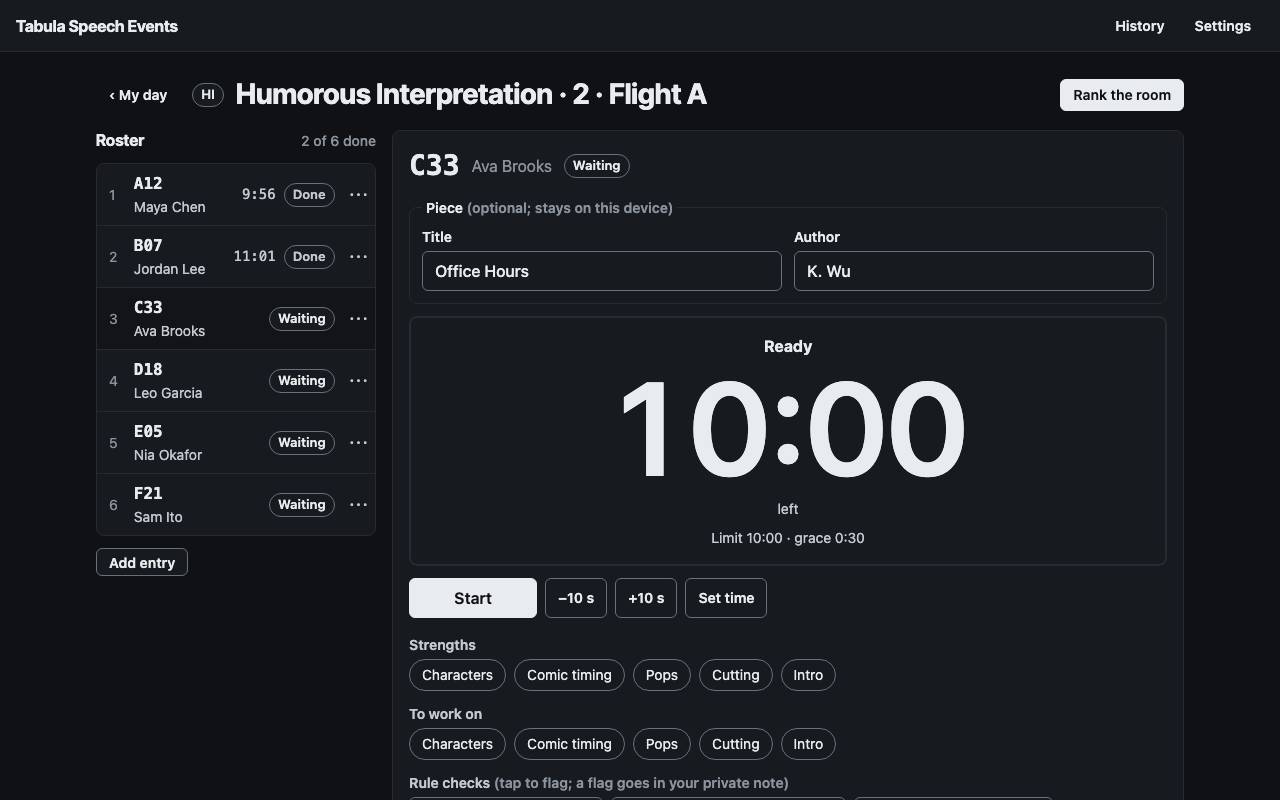 Tabula Speech Events
History
Settings
‹ My day
HI
Humorous Interpretation · 2 · Flight A
Rank the room
Roster
2 of 6 done
1
A12
Maya Chen
9:56
Done
···
2
B07
Jordan Lee
11:01
Done
···
3
C33
Ava Brooks
Waiting
···
4
D18
Leo Garcia
Waiting
···
5
E05
Nia Okafor
Waiting
···
6
F21
Sam Ito
Waiting
···
Add entry
C33
Ava Brooks
Waiting
Piece (optional; stays on this device)
Title
Author
Office Hours
K. Wu
Ready
10:00
left
Limit 10:00 · grace 0:30
Start
−10 s
+10 s
Set time
Strengths
Characters
Comic timing
Pops
Cutting
Intro
To work on
Characters
Comic timing
Pops
Cutting
Intro
Rule checks (tap to flag; a flag goes in your private note)